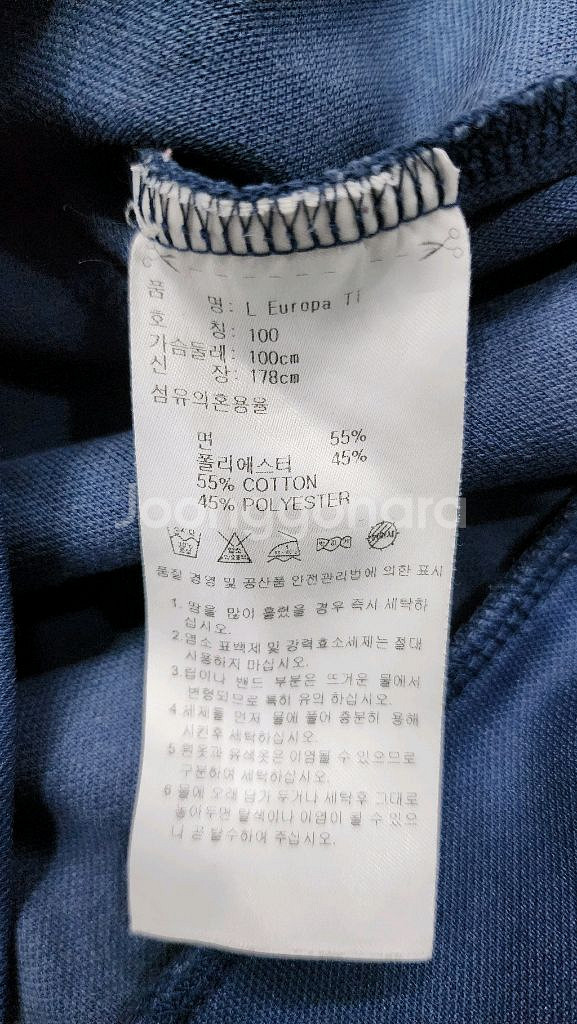 품 명: L Europa TI
호 칭: 100
가슴둘레: 100cm
신 장: 178cm
섬유의혼용율
면 55%
폴리에스터 45%
55% COTTON
45% POLYESTER
Joonggonara
품질 경영 및 공산품 안전관리법에 의한 표시
1. 땀을 많이 흘렸을 경우 즉시 세탁하
십시오.
2.염소 표백제 및 강력효소세제는 절대
사용하지 마십시오.
3.립이나 밴드 부분은 뜨거운 물에서
변형되므로 특히 유의 하십시오.
4 세제를 먼저 물에 풀어 충분히 용해
시킨후 세탁하십시오.
5 흰옷과 유색옷은 이염될 수 있으므로
구분하여 세탁하십시오.
6 물에 오래 담가 두거나 세탁후 그대로
놓아두면 탈색이나 이염이 될 수 있으
니 곧 탈수하여 주십시오.